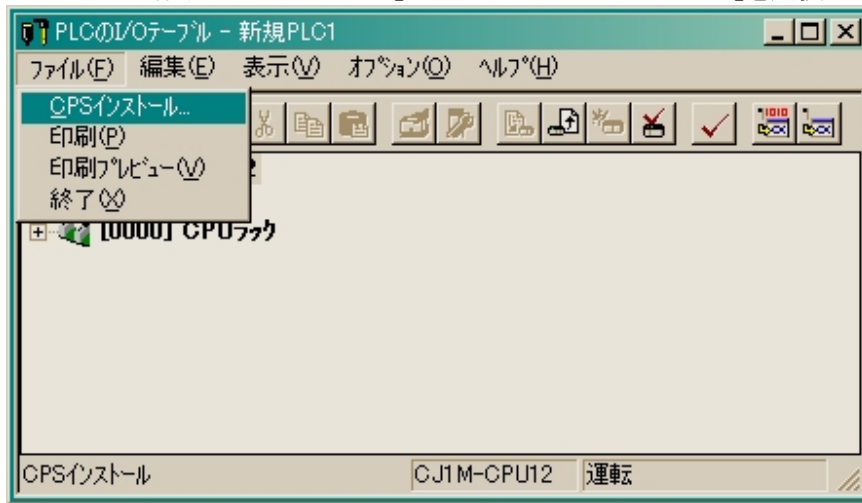 PLCのI/Oテーブル - 新規PLC1
ファイル(F) 編集(E) 表示(V) オプション(O) ヘルプ(H)
CPSインストール...
印刷(P)
印刷プレビュー(V)
終了(X)
[0000] CPUラック
CPSインストール CJ1M-CPU12 運転